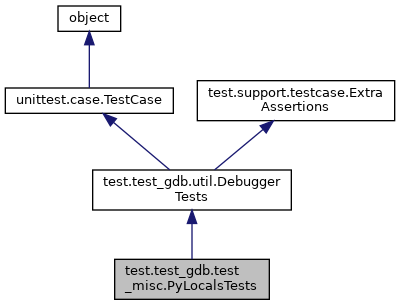 object
unittest.case.TestCase
test.support.testcase.Extra
Assertions
test.test_gdb.util.Debugger
Tests
test.test_gdb.test
_misc.PyLocalsTests